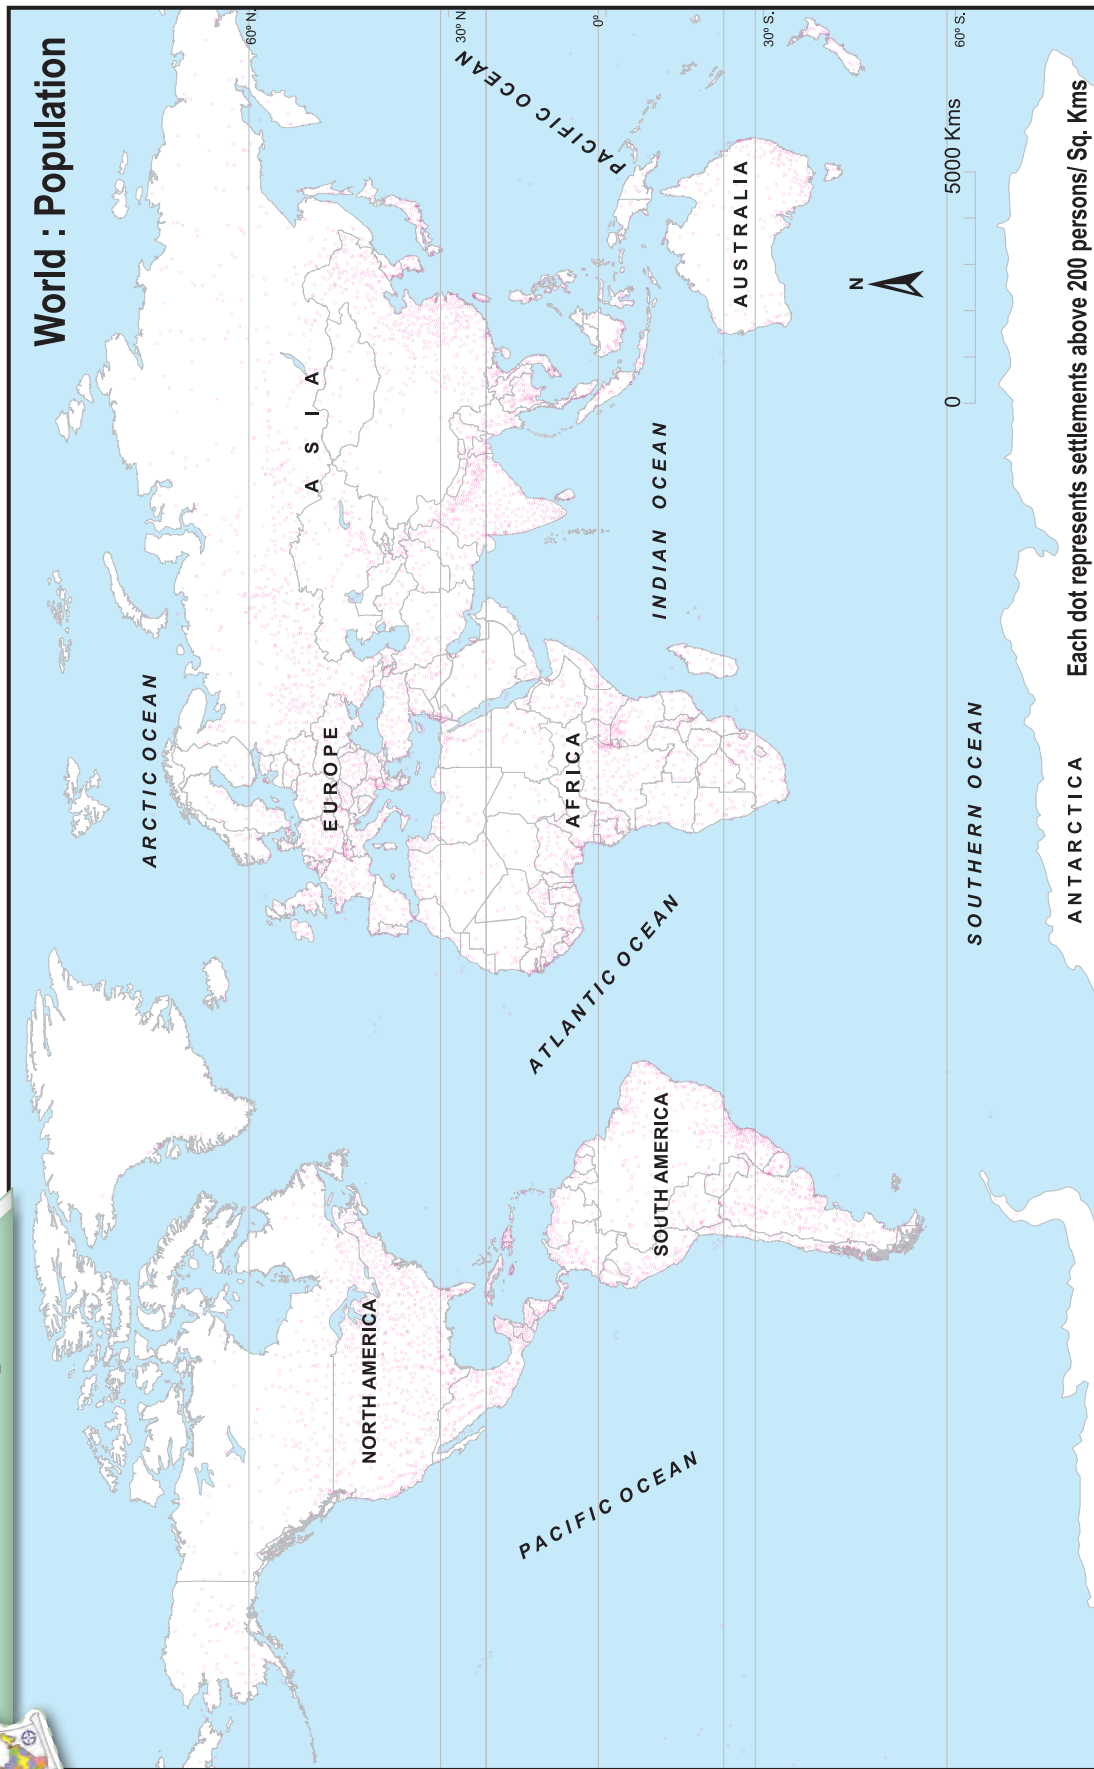 World : Population
60° N.
30° N.
0°
30° S.
60° S.
ARCTIC OCEAN
ASIA
EUROPE
NORTH AMERICA
PACIFIC OCEAN
AFRICA
ATLANTIC OCEAN
PACIFIC OCEAN
INDIAN OCEAN
SOUTH AMERICA
AUSTRALIA
N
0 5000 Kms
SOUTHERN OCEAN
ANTARCTICA
Each dot represents settlements above 200 persons/ Sq. Kms